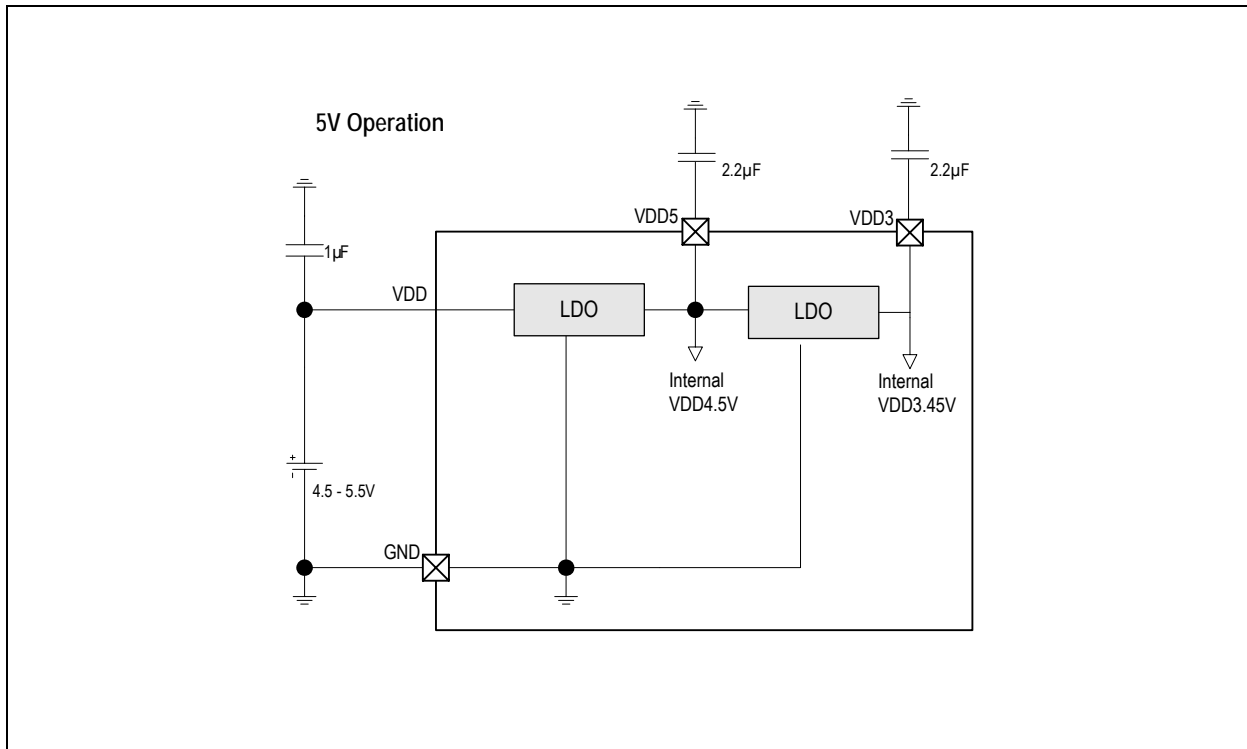 5V Operation
2.2µF
2.2µF
VDD5
VDD3
1µF
VDD
LDO
LDO
Internal
VDD4.5V
Internal
VDD3.45V
+
-
4.5 - 5.5V
GND